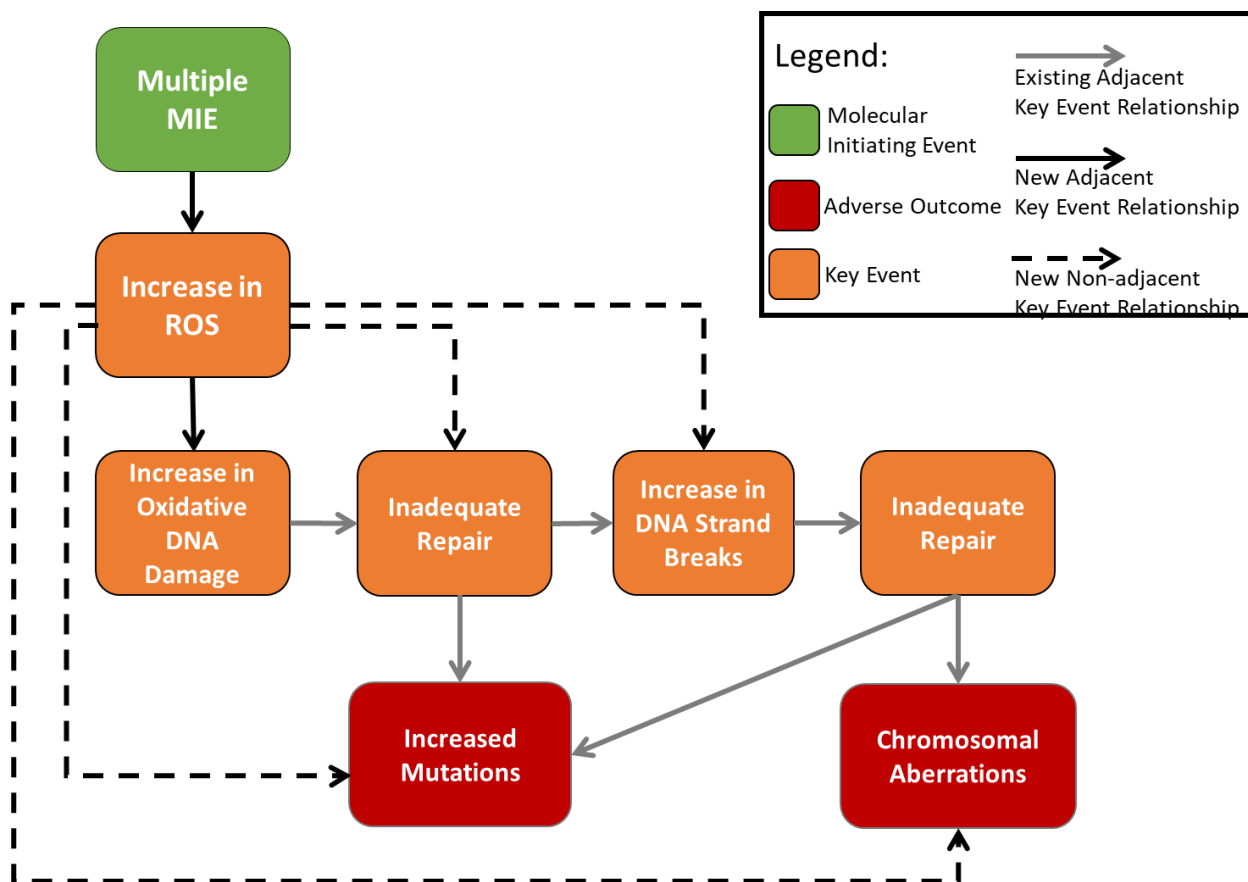 Multiple
MIE
Legend:
Molecular
Initiating Event
Adverse Outcome
Key Event
Existing Adjacent
Key Event Relationship
New Adjacent
Key Event Relationship
New Non-adjacent
Key Event Relationship
Increase in
ROS
Increase in
Oxidative
DNA
Damage
Inadequate
Repair
Increase in
DNA Strand
Breaks
Inadequate
Repair
Increased
Mutations
Chromosomal
Aberrations